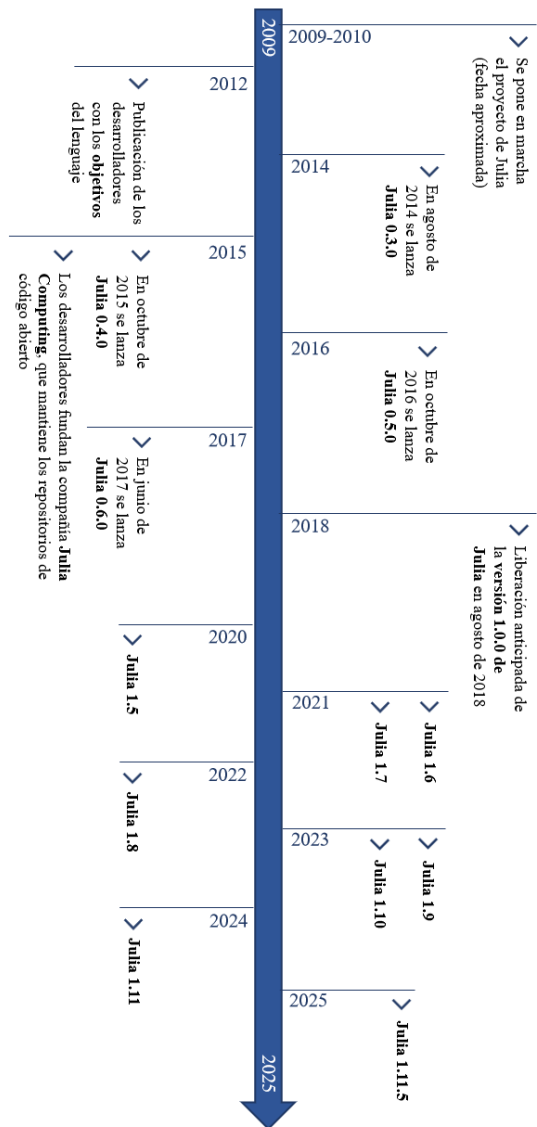 2009
2009-2010
Se pone en marcha
el proyecto de Julia
(fecha aproximada)
2012
Publicación de los
desarrolladores
con los objetivos
del lenguaje
2014
En agosto de
2014 se lanza
Julia 0.3.0
2015
En octubre de
2015 se lanza
Julia 0.4.0
Los desarrolladores fundan la compañía Julia
Computing, que mantiene los repositorios de
código abierto
2016
En octubre de
2016 se lanza
Julia 0.5.0
2017
En junio de
2017 se lanza
Julia 0.6.0
2018
Liberación anticipada de
la versión 1.0.0 de
Julia en agosto de 2018
2020
Julia 1.5
2021
Julia 1.6
Julia 1.7
2022
Julia 1.8
2023
Julia 1.9
Julia 1.10
2024
Julia 1.11
2025
Julia 1.11.5
2025